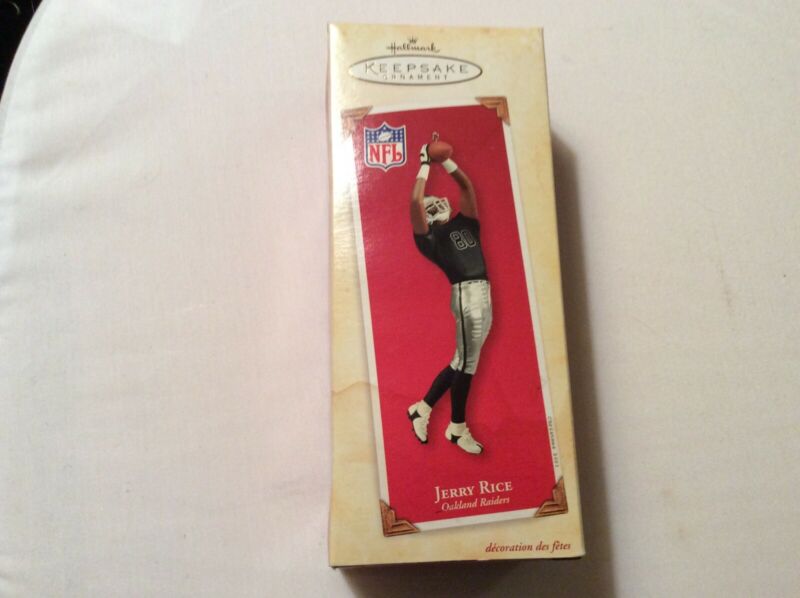 Hallmark
KEEPSAKE
ORNAMENT
NFL
80
JERRY RICE
Oakland Raiders
décoration des fêtes